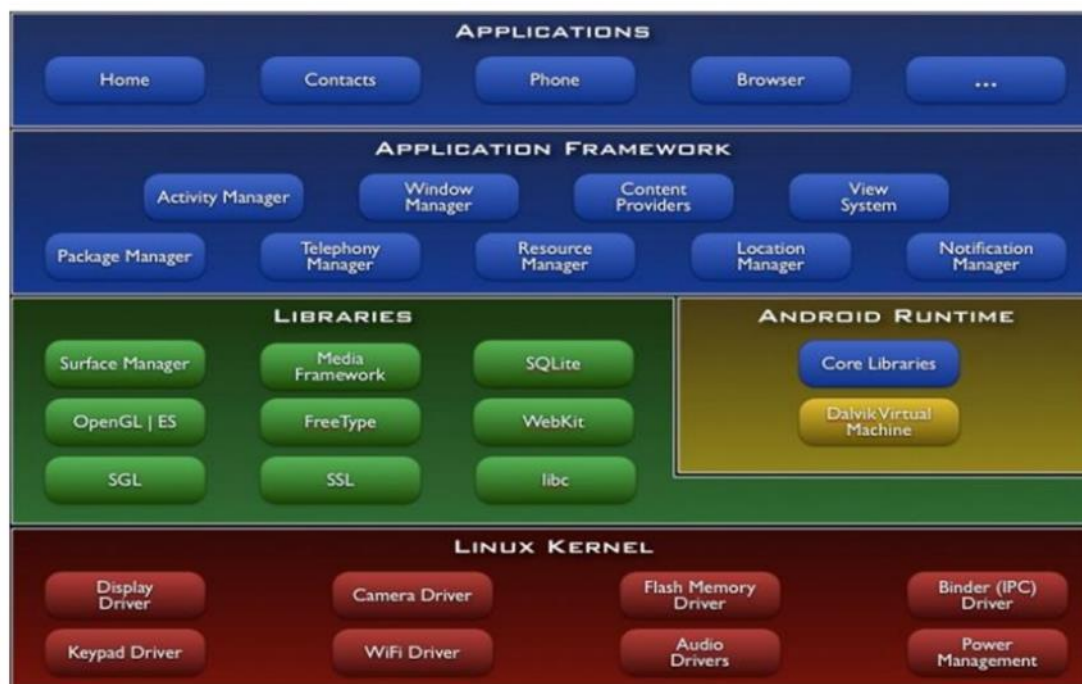 APPLICATIONS
Home
Contacts
Phone
Browser
...
APPLICATION FRAMEWORK
Activity Manager
Window
Manager
Content
Providers
View
System
Package Manager
Telephony
Manager
Resource
Manager
Location
Manager
Notification
Manager
LIBRARIES
Surface Manager
Media
Framework
SQLite
OpenGL | ES
FreeType
WebKit
SGL
SSL
libc
ANDROID RUNTIME
Core Libraries
Dalvik Virtual
Machine
LINUX KERNEL
Display
Driver
Camera Driver
Flash Memory
Driver
Binder (IPC)
Driver
Keypad Driver
WiFi Driver
Audio
Drivers
Power
Management